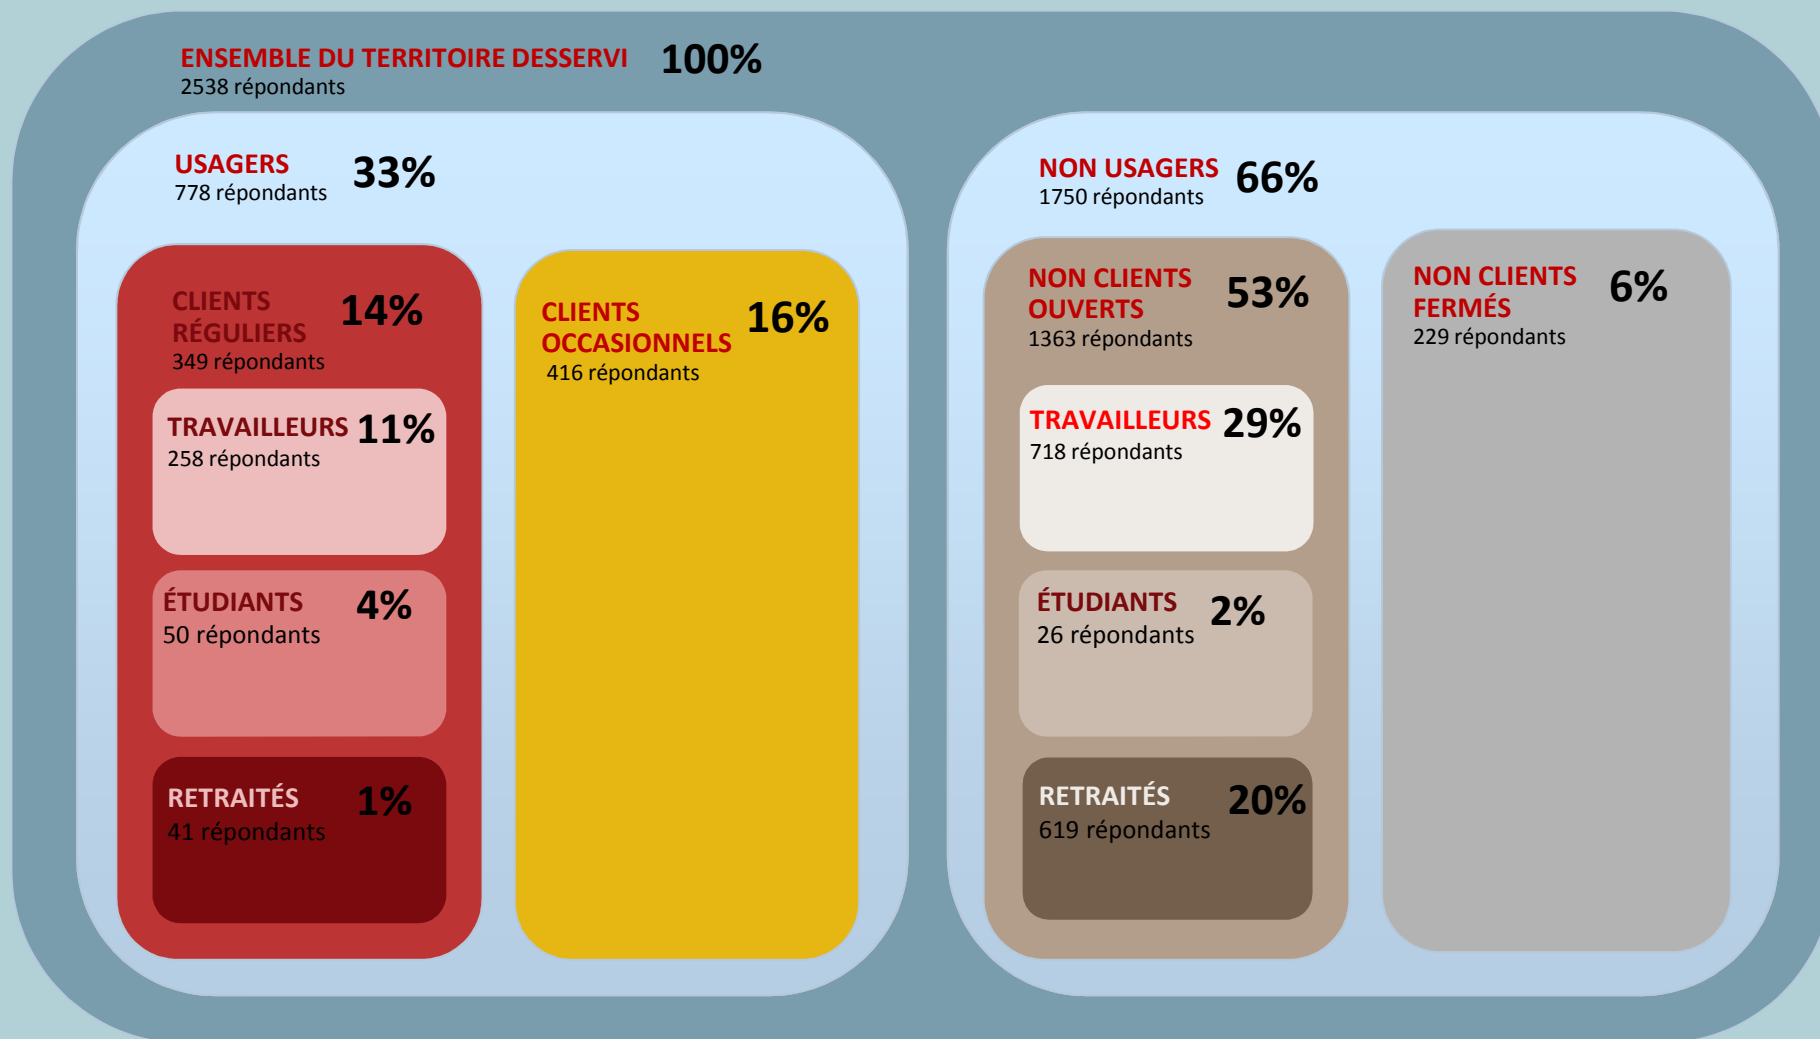 ENSEMBLE DU TERRITOIRE DESSERVI 100%
2538 répondants
USAGERS 33%
778 répondants
CLIENTS
RÉGULIERS 14%
349 répondants
TRAVAILLEURS 11%
258 répondants
ÉTUDIANTS 4%
50 répondants
RETRAITÉS 1%
41 répondants
CLIENTS
OCCASIONNELS 16%
416 répondants
NON USAGERS 66%
1750 répondants
NON CLIENTS
OUVERTS 53%
1363 répondants
TRAVAILLEURS 29%
718 répondants
ÉTUDIANTS 2%
26 répondants
RETRAITÉS 20%
619 répondants
NON CLIENTS
FERMÉS 6%
229 répondants